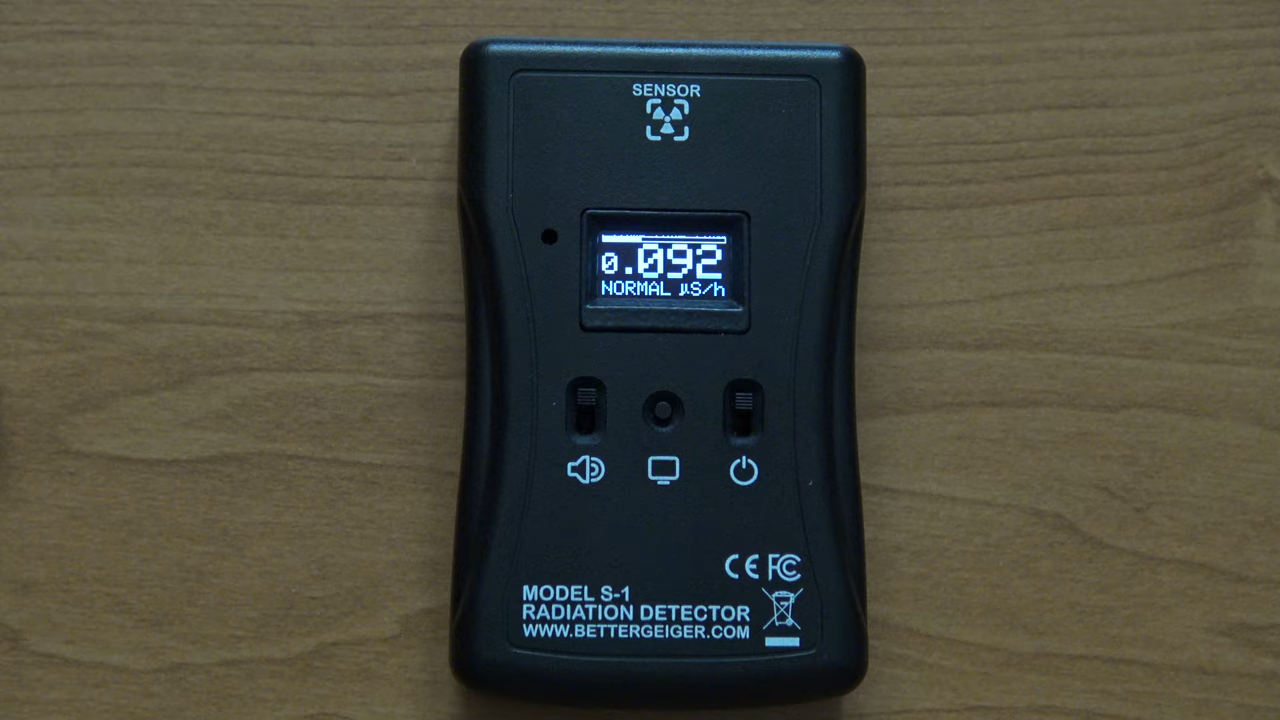 SENSOR
0.092
NORMAL µS/h
CE FC
MODEL S-1
RADIATION DETECTOR
WWW.BETTERGEIGER.COM